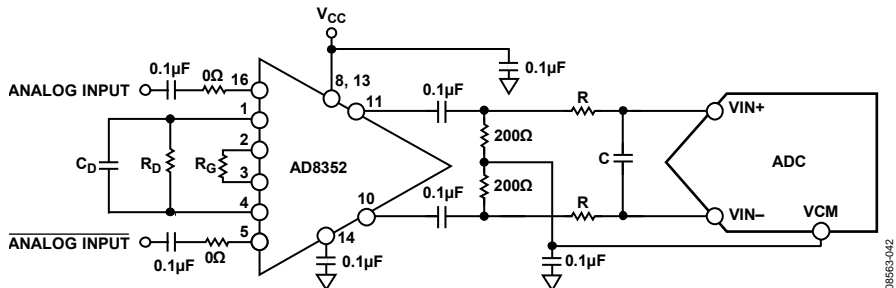 VCC
0.1µF
0.1µF 0Ω 16 8, 13 0.1µF
ANALOG INPUT 11 R VIN+
1
2 200Ω
CD RD RG AD8352 C ADC
3 200Ω
4 10 0.1µF R VCM
5 14 VIN–
ANALOG INPUT 0.1µF 0Ω 0.1µF 0.1µF
08563-042